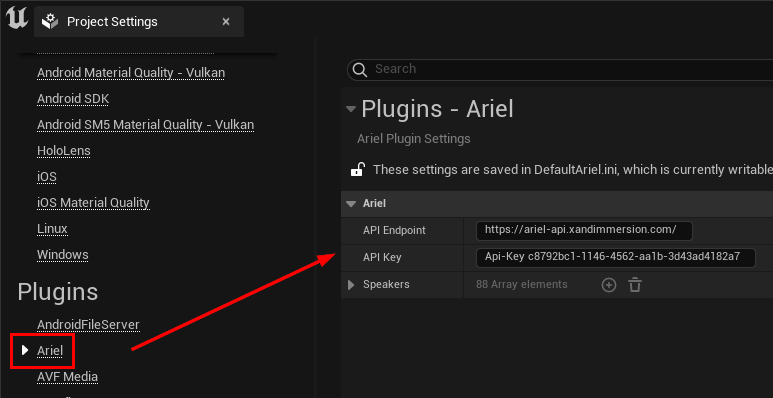 Project Settings
Android Material Quality - Vulkan
Android SDK
Android SM5 Material Quality - Vulkan
HoloLens
iOS
iOS Material Quality
Linux
Windows
Plugins
AndroidFileServer
Ariel
AVF Media
Search
Plugins - Ariel
Ariel Plugin Settings
These settings are saved in DefaultAriel.ini, which is currently writable
Ariel
API Endpoint https://ariel-api.xandimmersion.com/
API Key Api-Key c8792bc1-1146-4562-aa1b-3d43ad4182a7
Speakers 88 Array elements